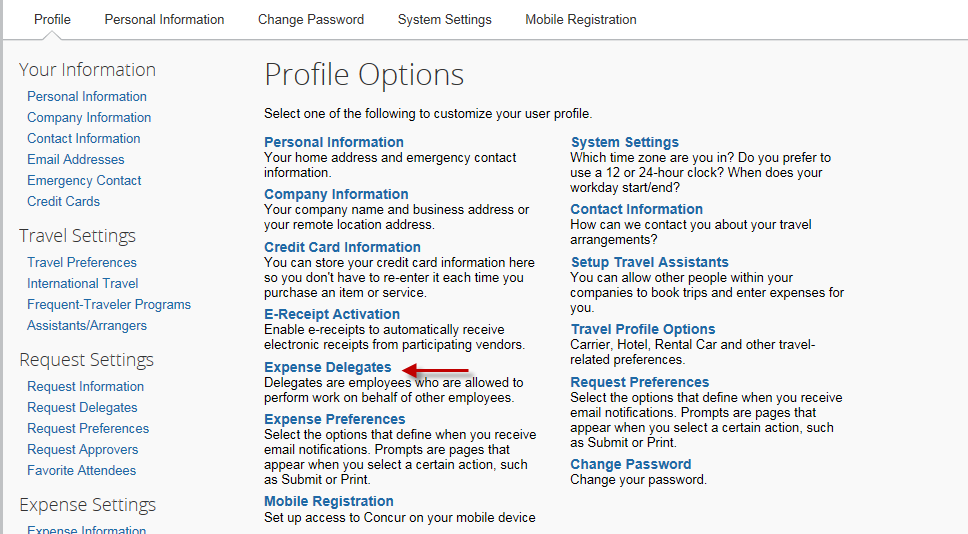 Profile Personal Information Change Password System Settings Mobile Registration
Your Information
Personal Information
Company Information
Contact Information
Email Addresses
Emergency Contact
Credit Cards
Travel Settings
Travel Preferences
International Travel
Frequent-Traveler Programs
Assistants/Arrangers
Request Settings
Request Information
Request Delegates
Request Preferences
Request Approvers
Favorite Attendees
Expense Settings
Expense Information
Profile Options
Select one of the following to customize your user profile.
Personal Information
Your home address and emergency contact
information.
Company Information
Your company name and business address or
your remote location address.
Credit Card Information
You can store your credit card information here
so you don't have to re-enter it each time you
purchase an item or service.
E-Receipt Activation
Enable e-receipts to automatically receive
electronic receipts from participating vendors.
Expense Delegates
Delegates are employees who are allowed to
perform work on behalf of other employees.
Expense Preferences
Select the options that define when you receive
email notifications. Prompts are pages that
appear when you select a certain action, such
as Submit or Print.
Mobile Registration
Set up access to Concur on your mobile device
System Settings
Which time zone are you in? Do you prefer to
use a 12 or 24-hour clock? When does your
workday start/end?
Contact Information
How can we contact you about your travel
arrangements?
Setup Travel Assistants
You can allow other people within your
companies to book trips and enter expenses for
you.
Travel Profile Options
Carrier, Hotel, Rental Car and other travel-
related preferences.
Request Preferences
Select the options that define when you receive
email notifications. Prompts are pages that
appear when you select a certain action, such
as Submit or Print.
Change Password
Change your password.